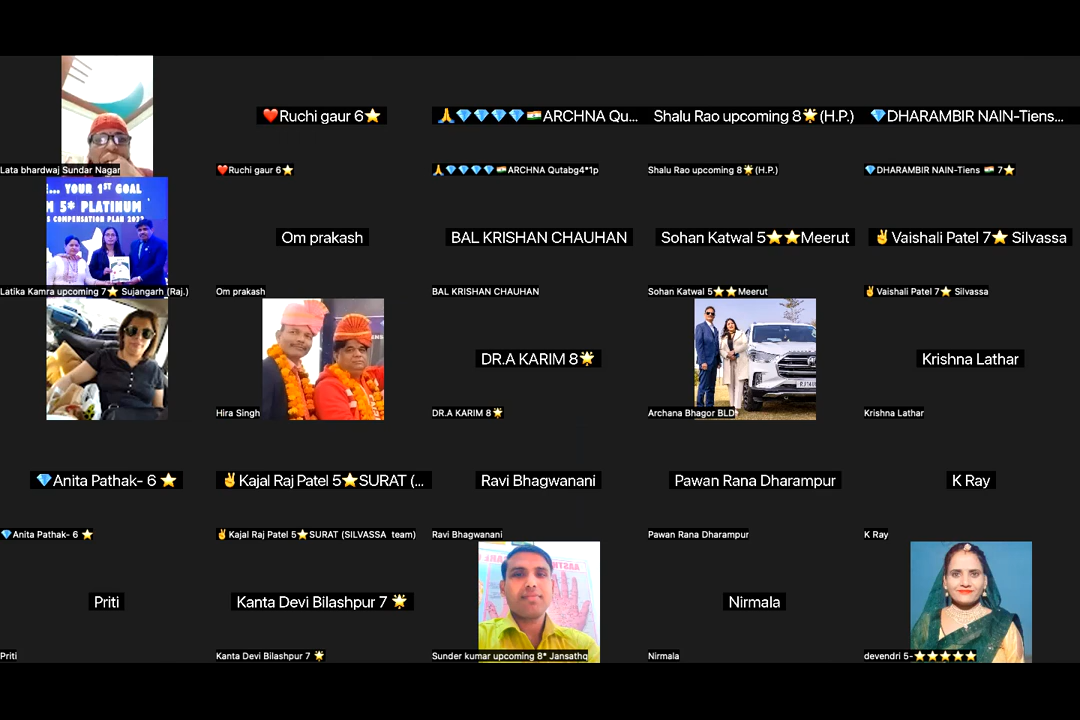 ❤️Ruchi gaur 6⭐
🙏💎💎💎💎🇮🇳ARCHNA Qu...
Shalu Rao upcoming 8🌟(H.P.)
💎DHARAMBIR NAIN-Tiens...
Lata bhardwaj Sundar Nagar
❤️Ruchi gaur 6⭐
🙏💎💎💎💎🇮🇳ARCHNA Qutabg4*1p
Shalu Rao upcoming 8🌟(H.P.)
💎DHARAMBIR NAIN-Tiens 🇮🇳 7⭐
... YOUR 1ST GOAL
M 5* PLATINUM
COMPENSATION PLAN
Om prakash
BAL KRISHAN CHAUHAN
Sohan Katwal 5⭐⭐Meerut
✌️Vaishali Patel 7⭐ Silvassa
Latika Kamra upcoming 7⭐ Sujangarh (Raj.)
Om prakash
BAL KRISHAN CHAUHAN
Sohan Katwal 5⭐⭐Meerut
✌️Vaishali Patel 7⭐ Silvassa
DR.A KARIM 8🌟
Krishna Lathar
Hira Singh
DR.A KARIM 8🌟
Archana Bhagor BLD
Krishna Lathar
💎Anita Pathak- 6 ⭐
✌️Kajal Raj Patel 5⭐SURAT (...
Ravi Bhagwanani
Pawan Rana Dharampur
K Ray
💎Anita Pathak- 6 ⭐
✌️Kajal Raj Patel 5⭐SURAT (SILVASSA team)
Ravi Bhagwanani
Pawan Rana Dharampur
K Ray
Priti
Kanta Devi Bilashpur 7 🌟
Nirmala
Priti
Kanta Devi Bilashpur 7 🌟
Sunder kumar upcoming 8* Jansathq
Nirmala
devendri 5-⭐⭐⭐⭐⭐